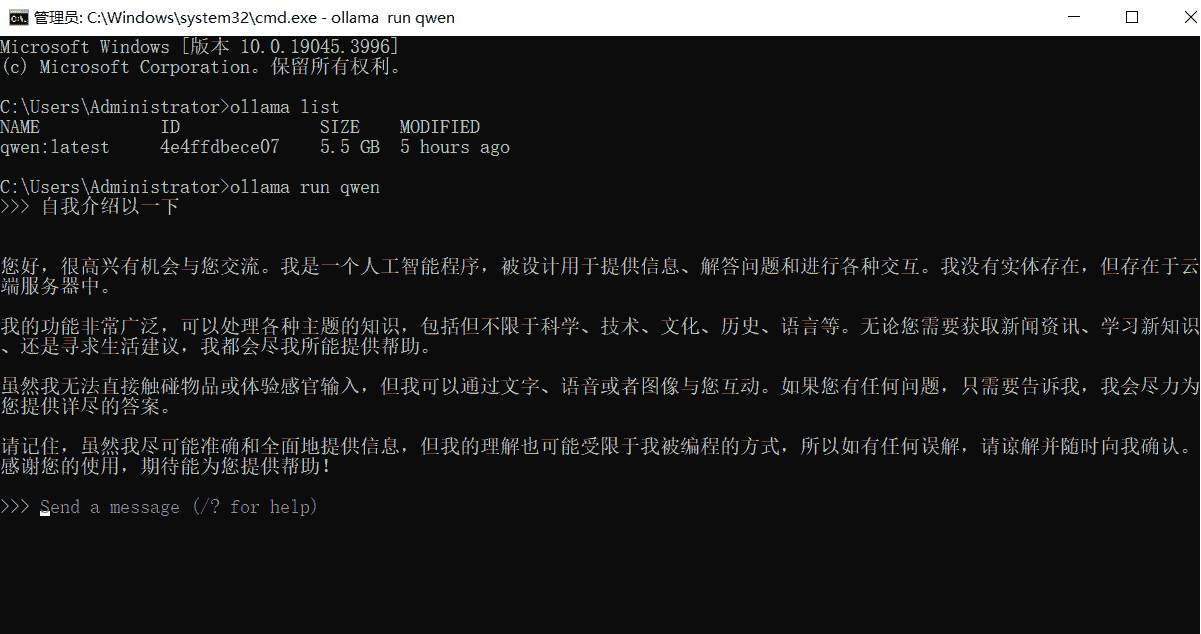 管理员: C:\Windows\system32\cmd.exe - ollama  run qwen
Microsoft Windows [版本 10.0.19045.3996]
(c) Microsoft Corporation。保留所有权利。
C:\Users\Administrator>ollama list
NAME            ID              SIZE    MODIFIED
qwen:latest     4e4ffdbece07    5.5 GB  5 hours ago
C:\Users\Administrator>ollama run qwen
>>> 自我介绍以一下
您好，很高兴有机会与您交流。我是一个人工智能程序，被设计用于提供信息、解答问题和进行各种交互。我没有实体存在，但存在于云
端服务器中。
我的功能非常广泛，可以处理各种主题的知识，包括但不限于科学、技术、文化、历史、语言等。无论您需要获取新闻资讯、学习新知识
、还是寻求生活建议，我都会尽我所能提供帮助。
虽然我无法直接触碰物品或体验感官输入，但我可以通过文字、语音或者图像与您互动。如果您有任何问题，只需要告诉我，我会尽力为
您提供详尽的答案。
请记住，虽然我尽可能准确和全面地提供信息，但我的理解也可能受限于我被编程的方式，所以如有任何误解，请谅解并随时向我确认。
感谢您的使用，期待能为您提供帮助！
>>> Send a message (/? for help)